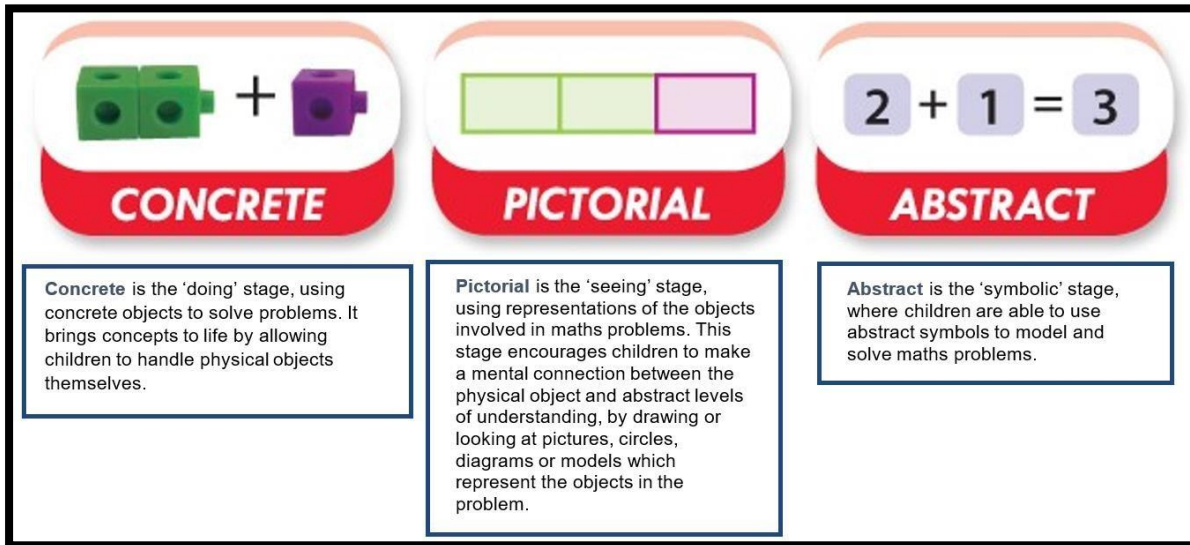 +
2 + 1 = 3
CONCRETE
PICTORIAL
ABSTRACT
Concrete is the ‘doing’ stage, using
concrete objects to solve problems. It
brings concepts to life by allowing
children to handle physical objects
themselves.
Pictorial is the ‘seeing’ stage,
using representations of the objects
involved in maths problems. This
stage encourages children to make
a mental connection between the
physical object and abstract levels
of understanding, by drawing or
looking at pictures, circles,
diagrams or models which
represent the objects in the
problem.
Abstract is the ‘symbolic’ stage,
where children are able to use
abstract symbols to model and
solve maths problems.